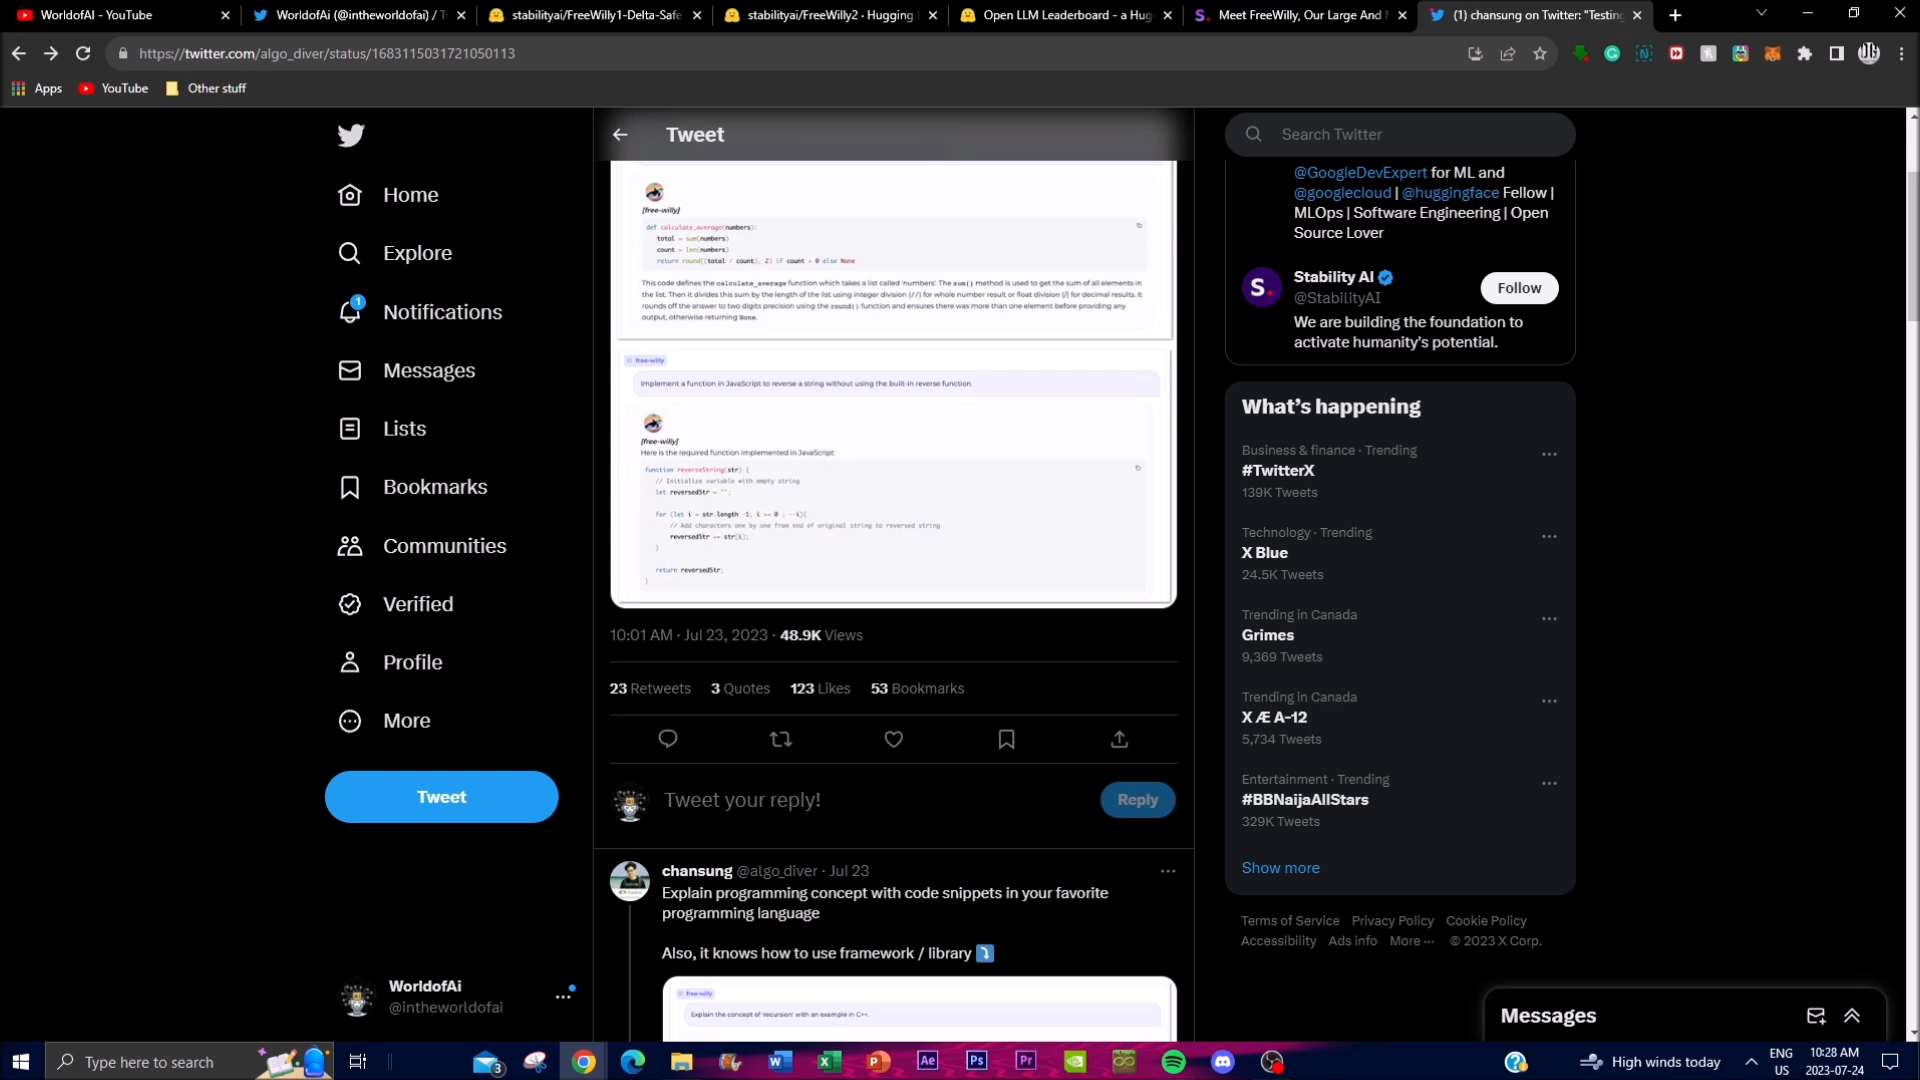 WorldofAI - YouTube
WorldofAi (@intheworldofai) / T
stabilityai/FreeWilly1-Delta-Safe
stabilityai/FreeWilly2 · Hugging
Open LLM Leaderboard - a Hug
Meet FreeWilly, Our Large And
(1) chansung on Twitter: "Testing
https://twitter.com/algo_diver/status/1683115031721050113
Apps
YouTube
Other stuff
Home
Explore
1
Notifications
Messages
Lists
Bookmarks
Communities
Verified
Profile
More
Tweet
WorldofAi
@intheworldofai
Tweet
[free-willy]
def calculate_average(numbers):
total = sum(numbers)
count = len(numbers)
return round((total / count), 2) if count > 0 else None
This code defines the calculate_average function which takes a list called 'numbers'. The sum() method is used to get the sum of all elements in
the list. Then it divides this sum by the length of the list using integer division (//) for whole number result or float division (/) for decimal results. It
rounds off the answer to two digits precision using the round() function and ensures there was more than one element before providing any
output, otherwise returning None.
free-willy
Implement a function in JavaScript to reverse a string without using the built-in reverse function.
[free-willy]
Here is the required function implemented in JavaScript:
function reverseString(str) {
// Initialize variable with empty string
let reversedStr = "";
for (let i = str.length -1; i >= 0 ; --i){
// Add characters one by one from end of original string to reversed string
reversedStr += str[i];
}
return reversedStr;
}
10:01 AM · Jul 23, 2023 · 48.9K Views
23 Retweets 3 Quotes 123 Likes 53 Bookmarks
Tweet your reply!
Reply
chansung @algo_diver · Jul 23
Explain programming concept with code snippets in your favorite
programming language
Also, it knows how to use framework / library
free-willy
Explain the concept of 'recursion' with an example in C++.
Search Twitter
@GoogleDevExpert for ML and
@googlecloud | @huggingface Fellow |
MLOps | Software Engineering | Open
Source Lover
S.
Stability AI
@StabilityAI
Follow
We are building the foundation to
activate humanity's potential.
What's happening
Business & finance · Trending
#TwitterX
139K Tweets
Technology · Trending
X Blue
24.5K Tweets
Trending in Canada
Grimes
9,369 Tweets
Trending in Canada
X Æ A-12
5,734 Tweets
Entertainment · Trending
#BBNaijaAllStars
329K Tweets
Show more
Terms of Service Privacy Policy Cookie Policy
Accessibility Ads info More ··· © 2023 X Corp.
Messages
Type here to search
3
Ae
Ps
Pr
High winds today
ENG
US
10:28 AM
2023-07-24